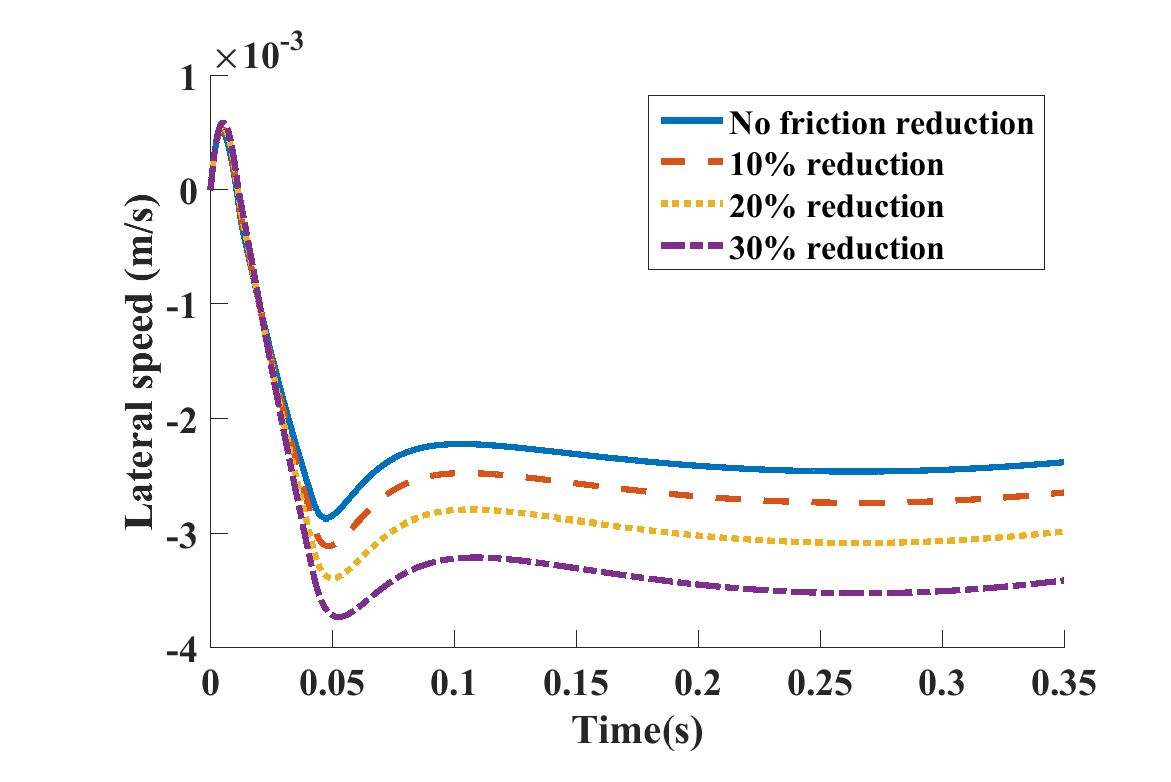 ×10-3
1
0
-1
-2
-3
-4
Lateral speed (m/s)
No friction reduction
10% reduction
20% reduction
30% reduction
0 0.05 0.1 0.15 0.2 0.25 0.3 0.35
Time(s)